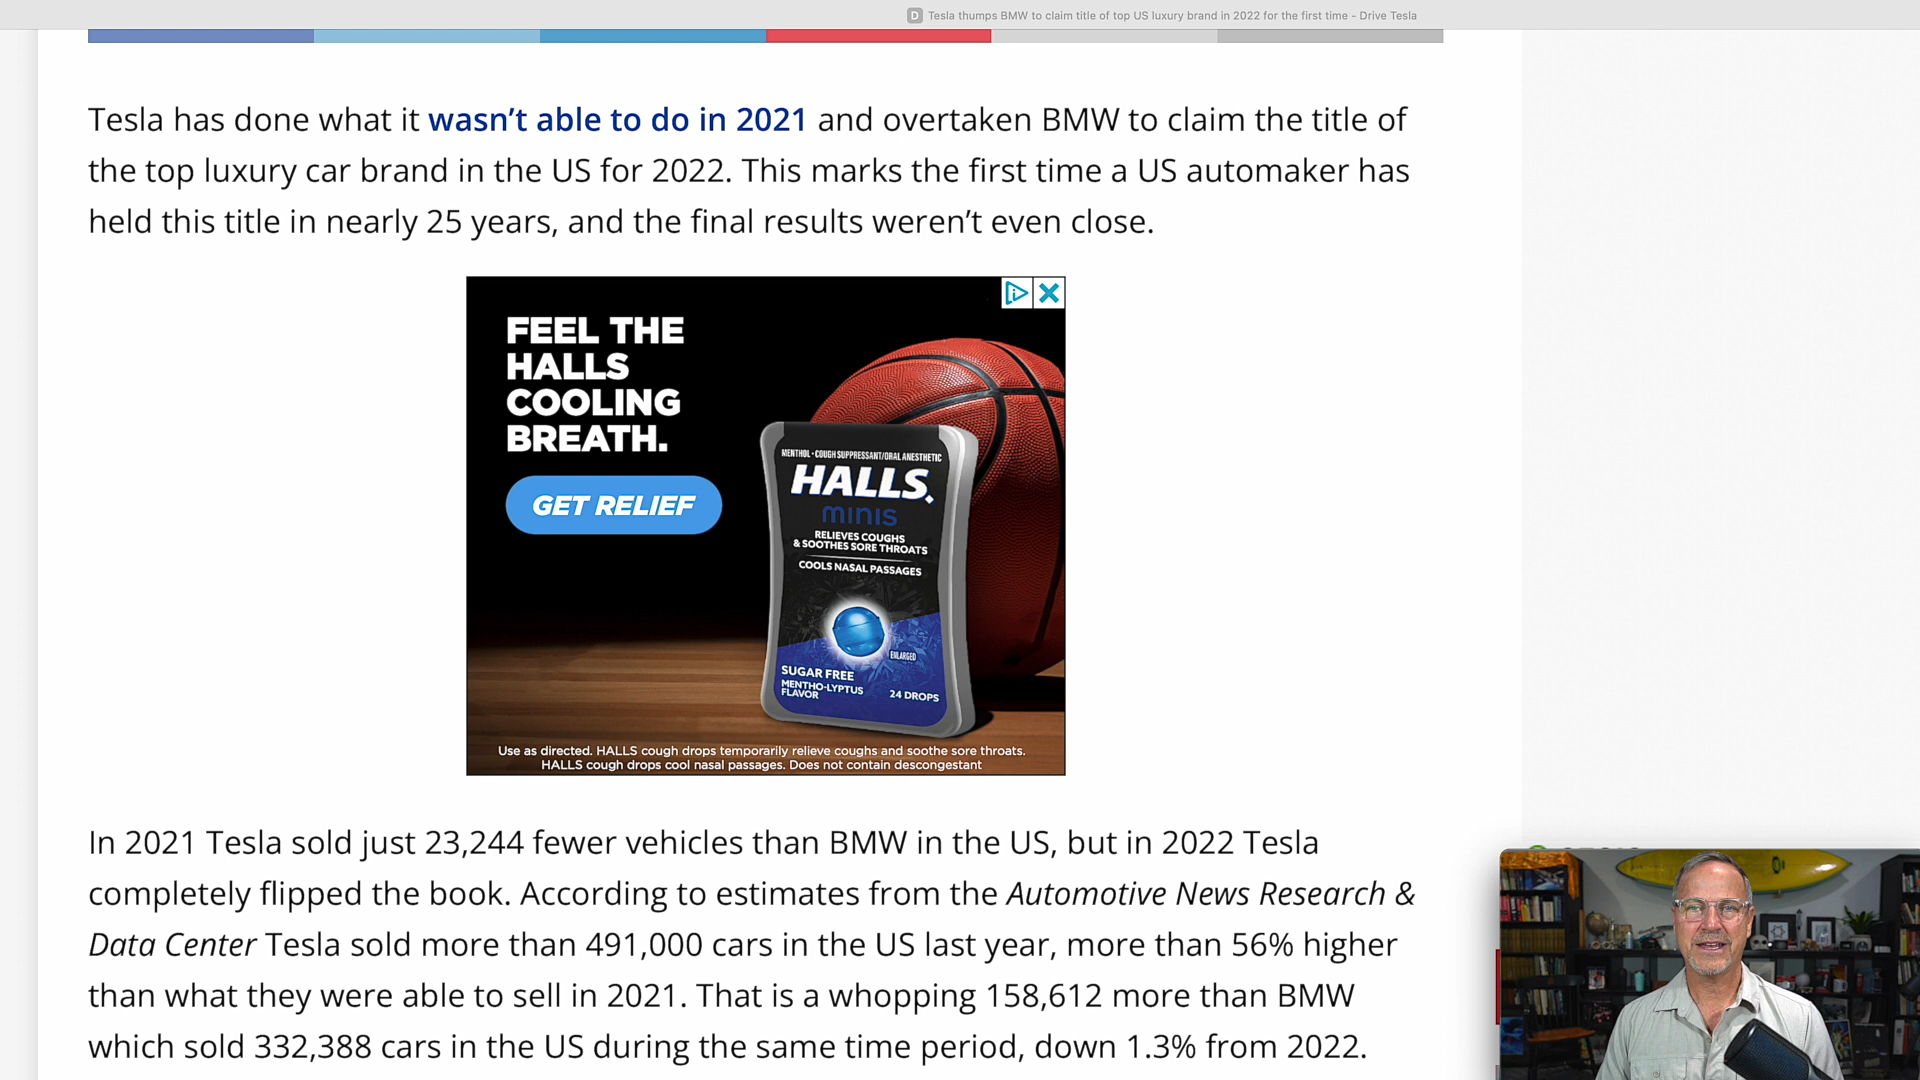 Tesla thumps BMW to claim title of top US luxury brand in 2022 for the first time - Drive Tesla
Tesla has done what it wasn’t able to do in 2021 and overtaken BMW to claim the title of
the top luxury car brand in the US for 2022. This marks the first time a US automaker has
held this title in nearly 25 years, and the final results weren’t even close.
FEEL THE
HALLS
COOLING
BREATH.
GET RELIEF
MENTHOL • COUGH SUPPRESSANT/ORAL ANESTHETIC
HALLS.
minis
RELIEVES COUGHS
& SOOTHES SORE THROATS
COOLS NASAL PASSAGES
ENLARGED
SUGAR FREE
MENTHO-LYPTUS
FLAVOR
24 DROPS
Use as directed. HALLS cough drops temporarily relieve coughs and soothe sore throats.
HALLS cough drops cool nasal passages. Does not contain descongestant
In 2021 Tesla sold just 23,244 fewer vehicles than BMW in the US, but in 2022 Tesla
completely flipped the book. According to estimates from the Automotive News Research &
Data Center Tesla sold more than 491,000 cars in the US last year, more than 56% higher
than what they were able to sell in 2021. That is a whopping 158,612 more than BMW
which sold 332,388 cars in the US during the same time period, down 1.3% from 2022.